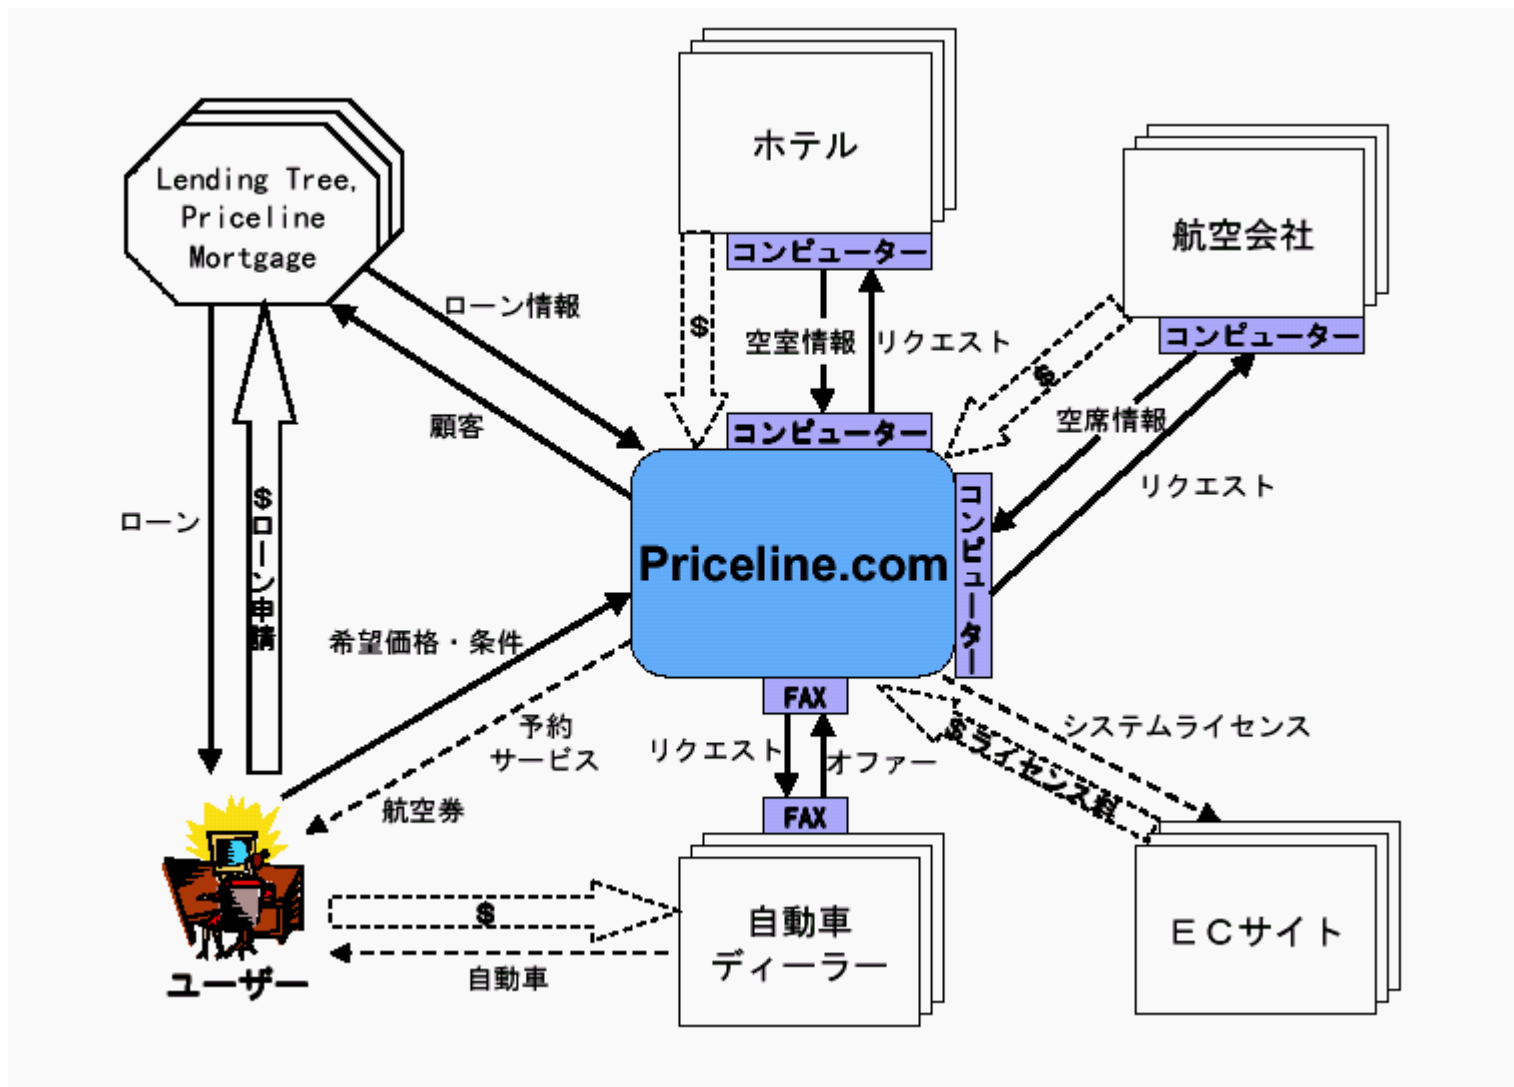 ホテル
Lending Tree,
Priceline
Mortgage
航空会社
コンピューター
コンピューター
ローン情報
$
空室情報
リクエスト
$
顧客
コンピューター
空席情報
リクエスト
コンピューター
ローン
$ローン申請
Priceline.com
希望価格・条件
FAX
予約
サービス
リクエスト
オファー
システムライセンス
$ライセンス料
航空券
FAX
$
自動車
ディーラー
ECサイト
自動車
ユーザー